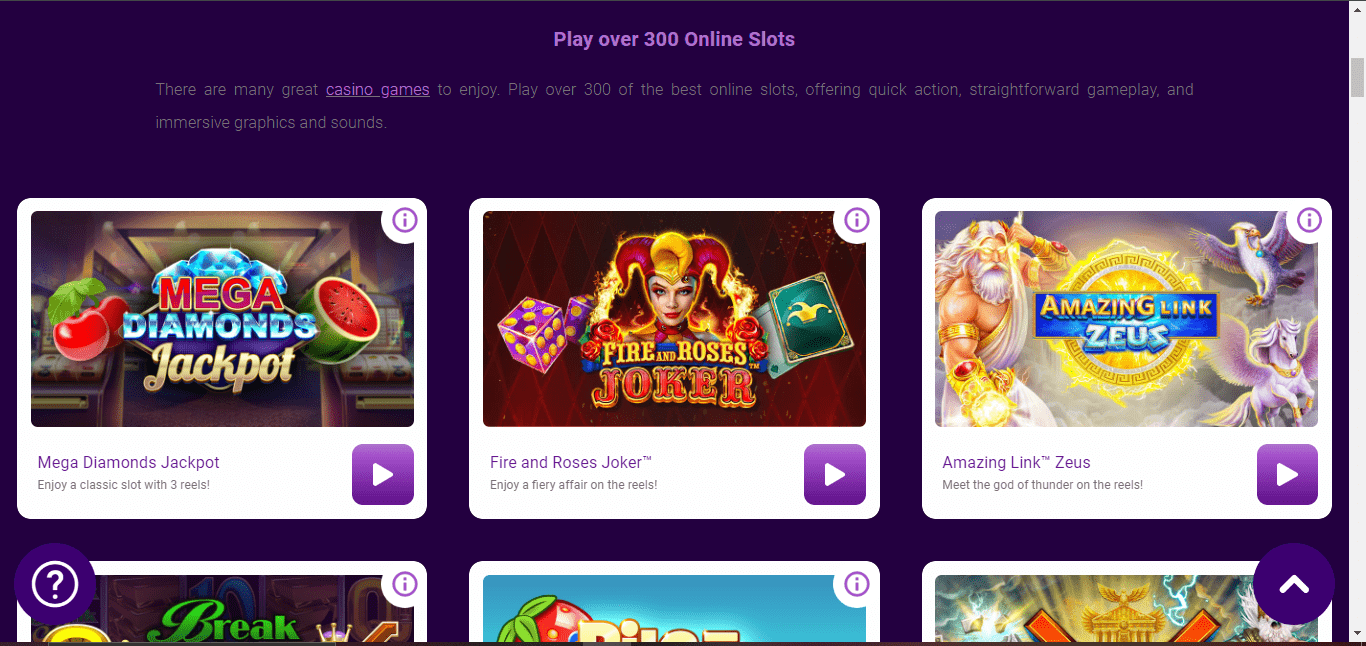 Play over 300 Online Slots
There are many great casino games to enjoy. Play over 300 of the best online slots, offering quick action, straightforward gameplay, and
immersive graphics and sounds.
MEGA
DIAMONDS
Jackpot
FIRE AND ROSES
JOKER™
AMAZING LINK
ZEUS
Mega Diamonds Jackpot
Enjoy a classic slot with 3 reels!
Fire and Roses Joker™
Enjoy a fiery affair on the reels!
Amazing Link™ Zeus
Meet the god of thunder on the reels!
?
Break